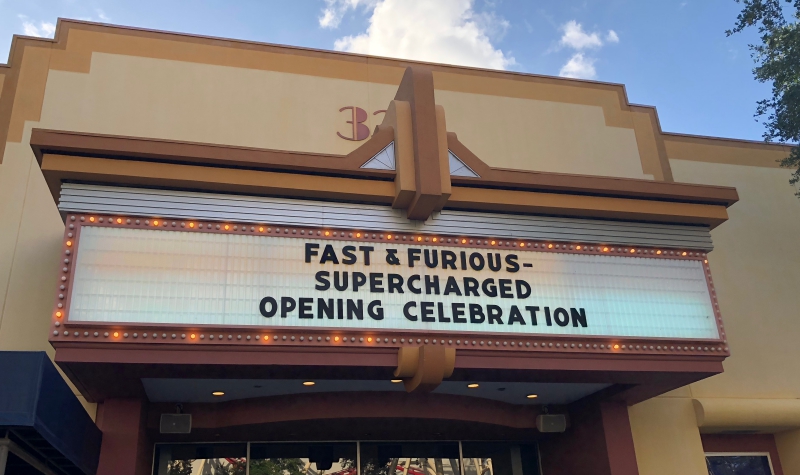 FAST & FURIOUS-
SUPERCHARGED
OPENING CELEBRATION